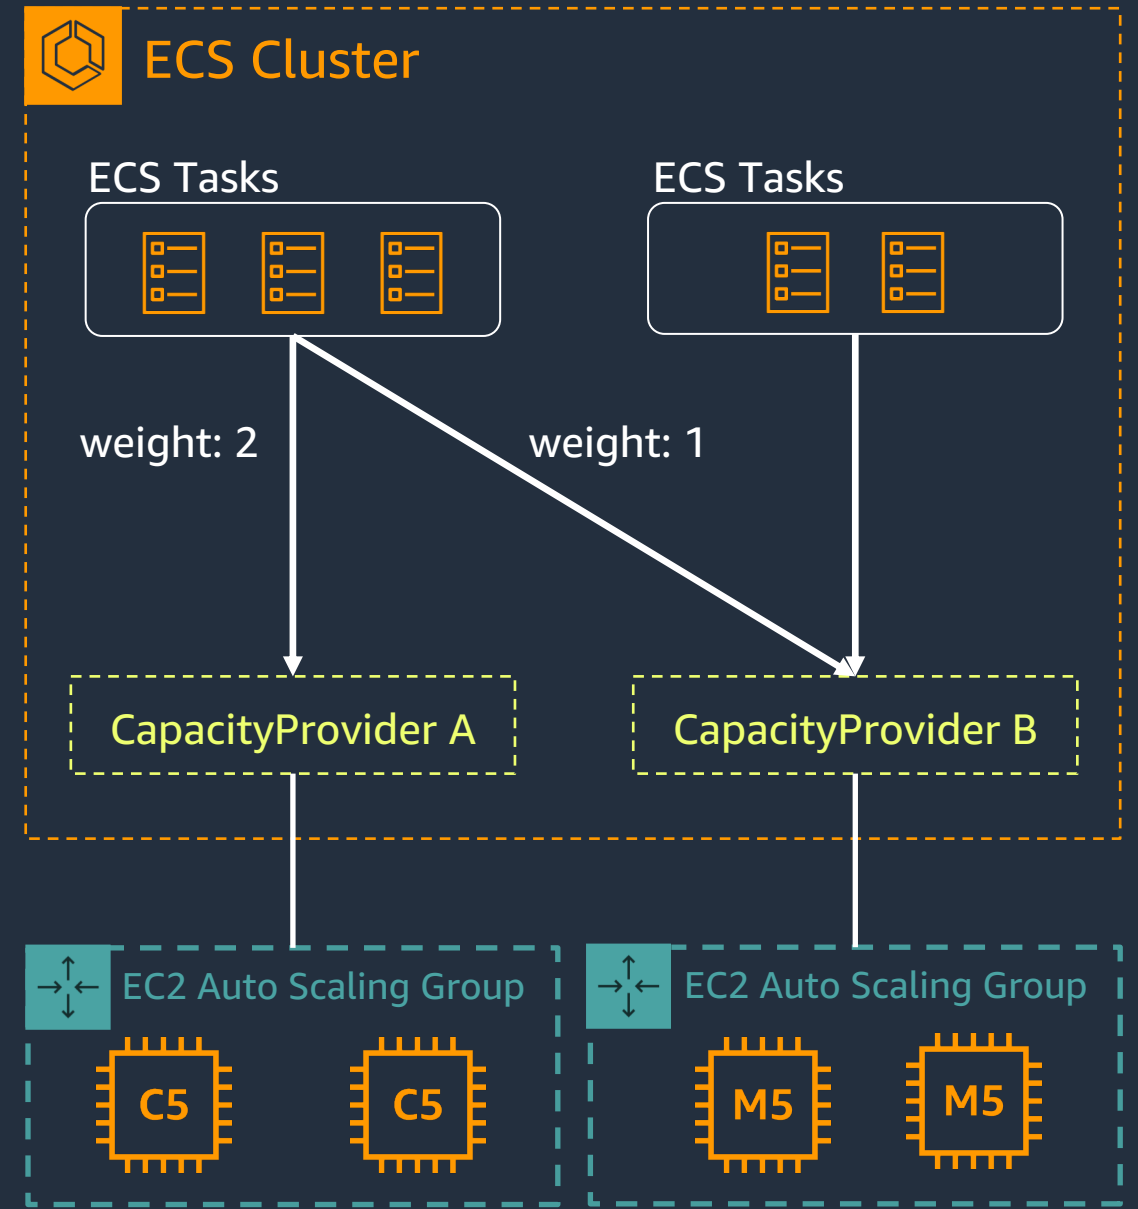 ECS Cluster
ECS Tasks
ECS Tasks
weight: 2
weight: 1
CapacityProvider A
CapacityProvider B
EC2 Auto Scaling Group
EC2 Auto Scaling Group
C5
C5
M5
M5